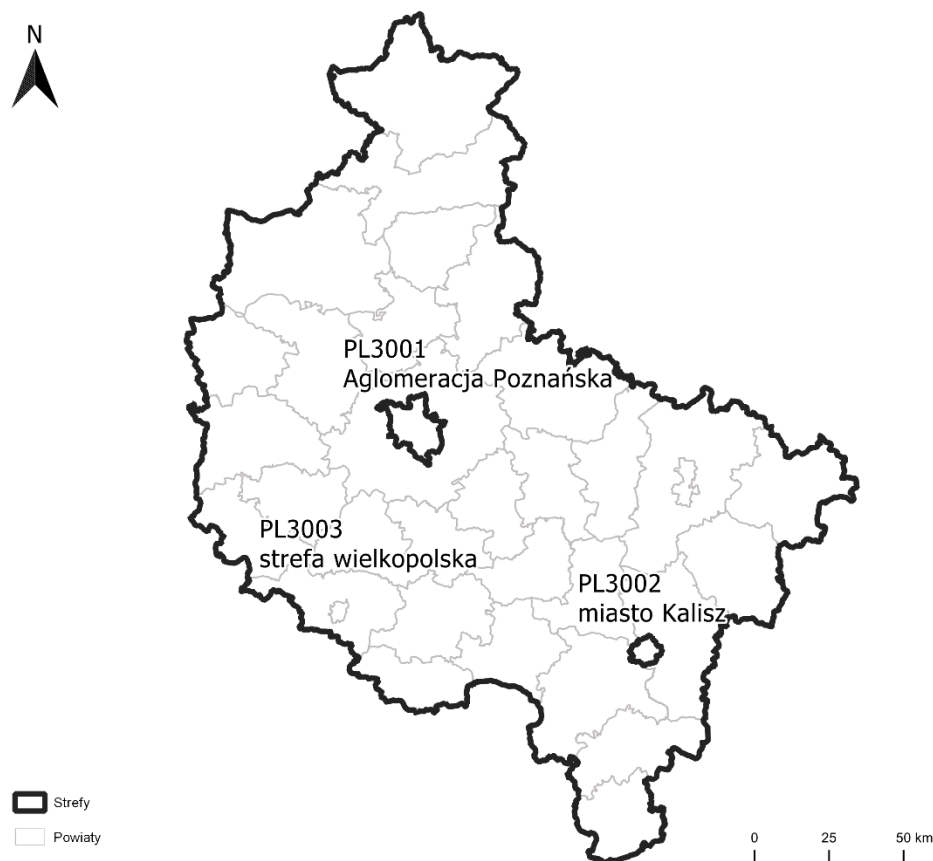 N
PL3001
Aglomeracja Poznańska
PL3003
strefa wielkopolska
PL3002
miasto Kalisz
Strefy
Powiaty
0 25 50 km